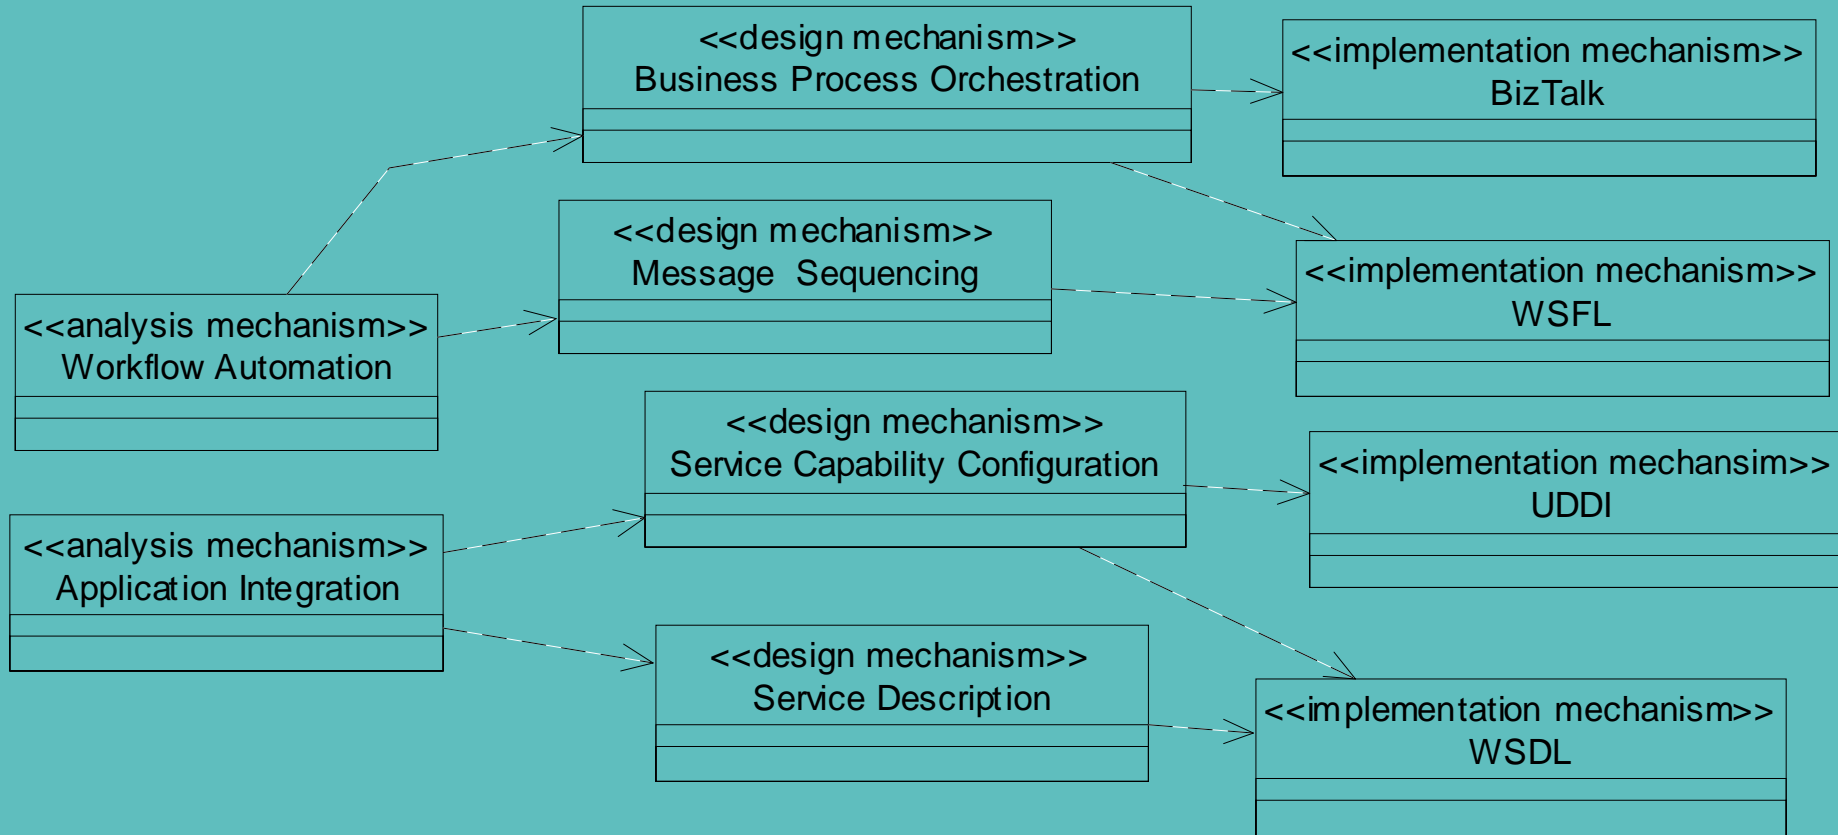 <<design mechanism>>
Business Process Orchestration
<<implementation mechanism>>
BizTalk
<<design mechanism>>
Message Sequencing
<<implementation mechanism>>
WSFL
<<analysis mechanism>>
Workflow Automation
<<design mechanism>>
Service Capability Configuration
<<implementation mechansim>>
UDDI
<<analysis mechanism>>
Application Integration
<<design mechanism>>
Service Description
<<implementation mechanism>>
WSDL